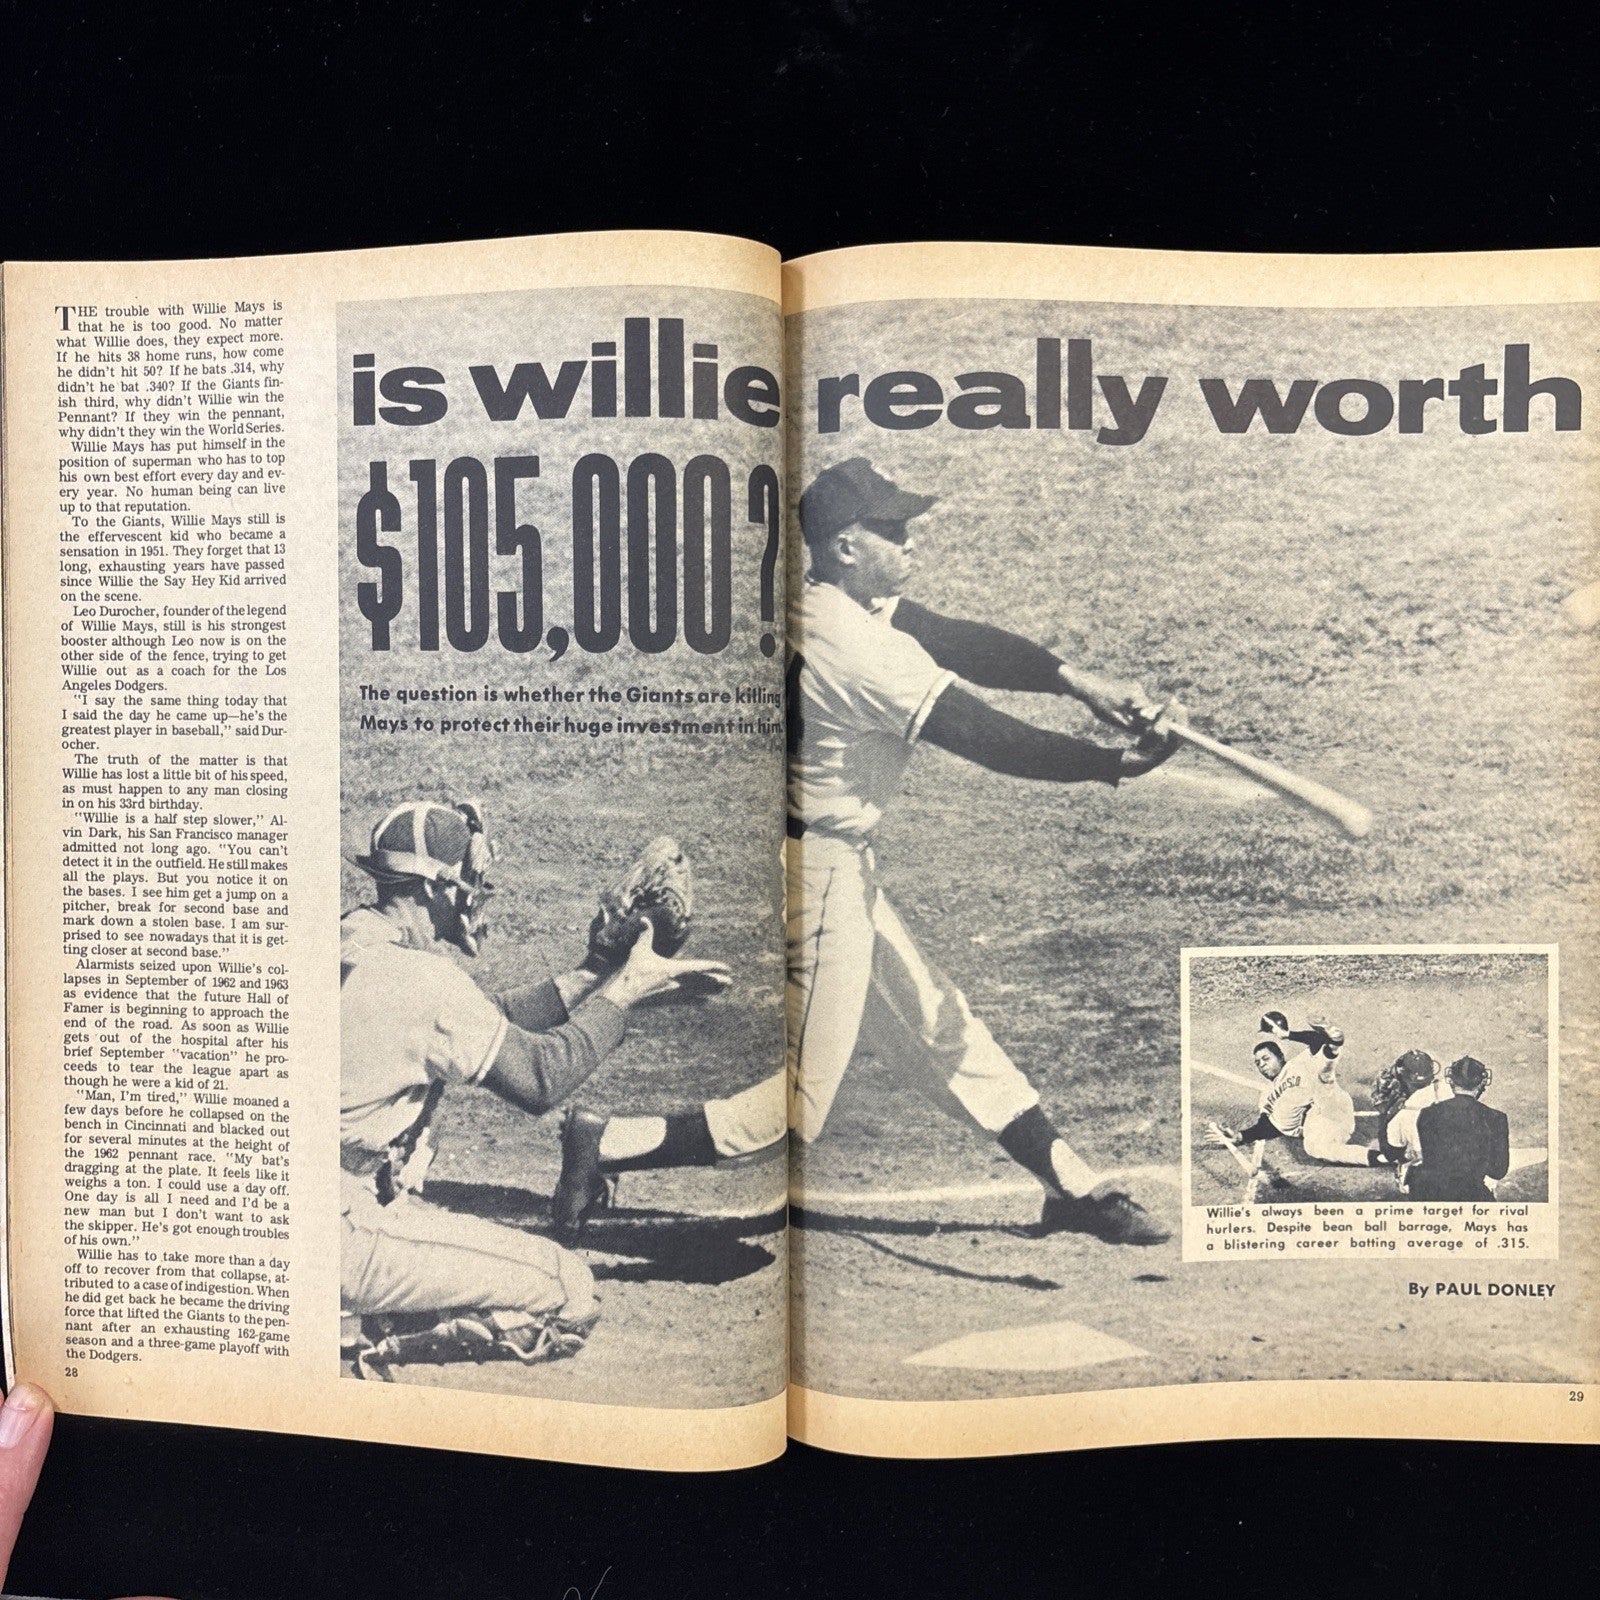 THE trouble with Willie Mays is
that he is too good. No matter
what Willie does, they expect more.
If he hits 38 home runs, how come
he didn't hit 50? If he bats .314, why
didn't he bat .340? If the Giants fin-
ish third, why didn't Willie win the
Pennant? If they win the pennant,
why didn't they win the World Series.
Willie Mays has put himself in the
position of superman who has to top
his own best effort every day and ev-
ery year. No human being can live
up to that reputation.
To the Giants, Willie Mays still is
the effervescent kid who became a
sensation in 1951. They forget that 13
long, exhausting years have passed
since Willie the Say Hey Kid arrived
on the scene.
Leo Durocher, founder of the legend
of Willie Mays, still is his strongest
booster although Leo now is on the
other side of the fence, trying to get
Willie out as a coach for the Los
Angeles Dodgers.
"I say the same thing today that
I said the day he came up—he's the
greatest player in baseball," said Dur-
ocher.
The truth of the matter is that
Willie has lost a little bit of his speed,
as must happen to any man closing
in on his 33rd birthday.
"Willie is a half step slower," Al-
vin Dark, his San Francisco manager
admitted not long ago. "You can't
detect it in the outfield. He still makes
all the plays. But you notice it on
the bases. I see him get a jump on a
pitcher, break for second base and
mark down a stolen base. I am sur-
prised to see nowadays that it is get-
ting closer at second base."
Alarmists seized upon Willie's col-
lapses in September of 1962 and 1963
as evidence that the future Hall of
Famer is beginning to approach the
end of the road. As soon as Willie
gets out of the hospital after his
brief September "vacation" he pro-
ceeds to tear the league apart as
though he were a kid of 21.
"Man, I'm tired," Willie moaned a
few days before he collapsed on the
bench in Cincinnati and blacked out
for several minutes at the height of
the 1962 pennant race. "My bat's
dragging at the plate. It feels like it
weighs a ton. I could use a day off.
One day is all I need and I'd be a
new man but I don't want to ask
the skipper. He's got enough troubles
of his own."
Willie has to take more than a day
off to recover from that collapse, at-
tributed to a case of indigestion. When
he did get back he became the driving
force that lifted the Giants to the pen-
nant after an exhausting 162-game
season and a three-game playoff with
the Dodgers.
28
is willie really worth
$105,000?
The question is whether the Giants are killing
Mays to protect their huge investment in him.
Willie's always been a prime target for rival
hurlers. Despite bean ball barrage, Mays has
a blistering career batting average of .315.
By PAUL DONLEY
29